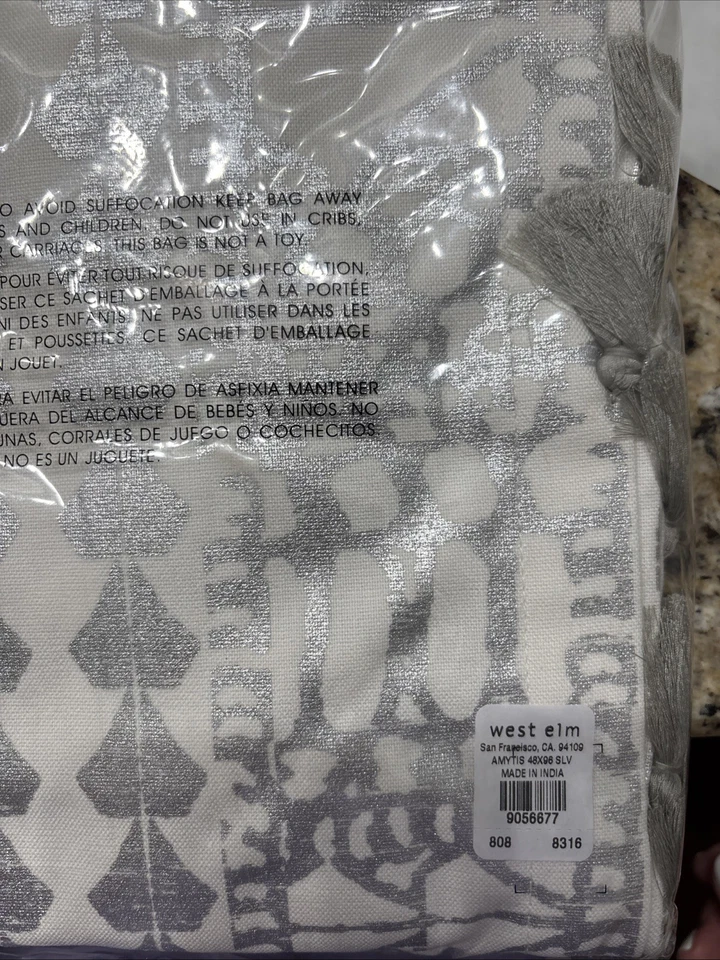 O AVOID SUFFOCATION KEEP BAG AWAY
S AND CHILDREN. DO NOT USE IN CRIBS,
R CARRIAGES. THIS BAG IS NOT A TOY.
POUR ÉVITER TOUT RISQUE DE SUFFOCATION,
SER CE SACHET D'EMBALLAGE À LA PORTÉE
NI DES ENFANTS. NE PAS UTILISER DANS LES
ET POUSSETTES. CE SACHET D'EMBALLAGE
N JOUET.
RÁ EVITAR EL PELIGRO DE ASFIXIA MANTENER
UERA DEL ALCANCE DE BEBÉS Y NIÑOS. NO
UNAS, CORRALES DE JUEGO O COCHECITOS.
NO ES UN JUGUETE.
west elm
San Francisco, CA. 94109
AMYTIS 48X96 SLV
MADE IN INDIA
9056677
808 8316